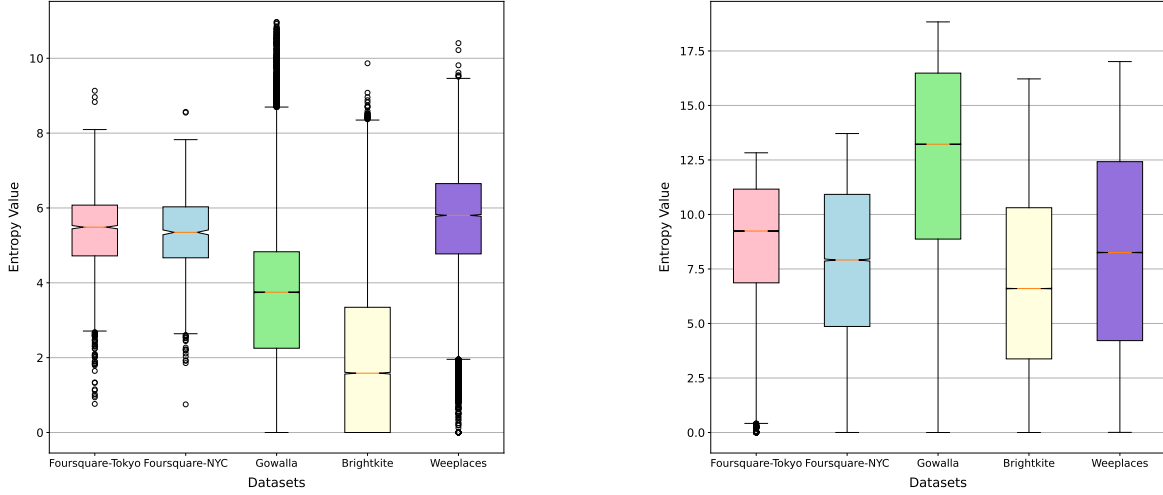 10
8
6
4
2
0
Entropy Value
Foursquare-Tokyo Foursquare-NYC Gowalla Brightkite Weeplaces
Datasets
17.5
15.0
12.5
10.0
7.5
5.0
2.5
0.0
Entropy Value
Foursquare-Tokyo Foursquare-NYC Gowalla Brightkite Weeplaces
Datasets